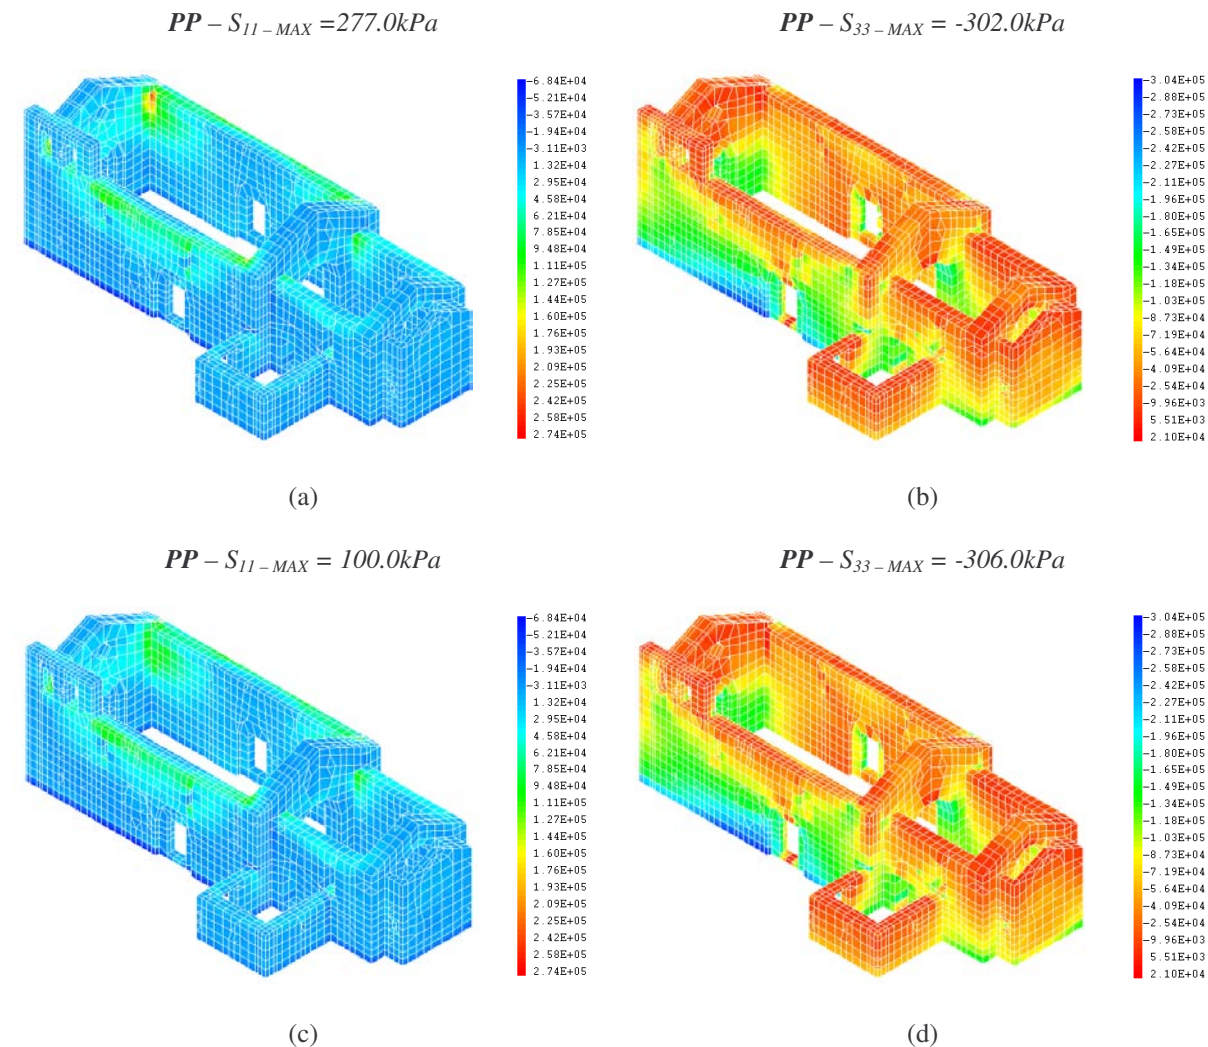 PP – S11 – MAX =277.0kPa
PP – S33 – MAX = -302.0kPa
-6.84E+04
-5.21E+04
-3.57E+04
-1.94E+04
-3.11E+03
1.32E+04
2.95E+04
4.58E+04
6.21E+04
7.85E+04
9.48E+04
1.11E+05
1.27E+05
1.44E+05
1.60E+05
1.76E+05
1.93E+05
2.09E+05
2.25E+05
2.42E+05
2.58E+05
2.74E+05
-3.04E+05
-2.88E+05
-2.73E+05
-2.58E+05
-2.42E+05
-2.27E+05
-2.11E+05
-1.96E+05
-1.80E+05
-1.65E+05
-1.49E+05
-1.34E+05
-1.18E+05
-1.03E+05
-8.73E+04
-7.19E+04
-5.64E+04
-4.09E+04
-2.54E+04
-9.96E+03
5.51E+03
2.10E+04
(a)
(b)
PP – S11 – MAX = 100.0kPa
PP – S33 – MAX = -306.0kPa
-6.84E+04
-5.21E+04
-3.57E+04
-1.94E+04
-3.11E+03
1.32E+04
2.95E+04
4.58E+04
6.21E+04
7.85E+04
9.48E+04
1.11E+05
1.27E+05
1.44E+05
1.60E+05
1.76E+05
1.93E+05
2.09E+05
2.25E+05
2.42E+05
2.58E+05
2.74E+05
-3.04E+05
-2.88E+05
-2.73E+05
-2.58E+05
-2.42E+05
-2.27E+05
-2.11E+05
-1.96E+05
-1.80E+05
-1.65E+05
-1.49E+05
-1.34E+05
-1.18E+05
-1.03E+05
-8.73E+04
-7.19E+04
-5.64E+04
-4.09E+04
-2.54E+04
-9.96E+03
5.51E+03
2.10E+04
(c)
(d)